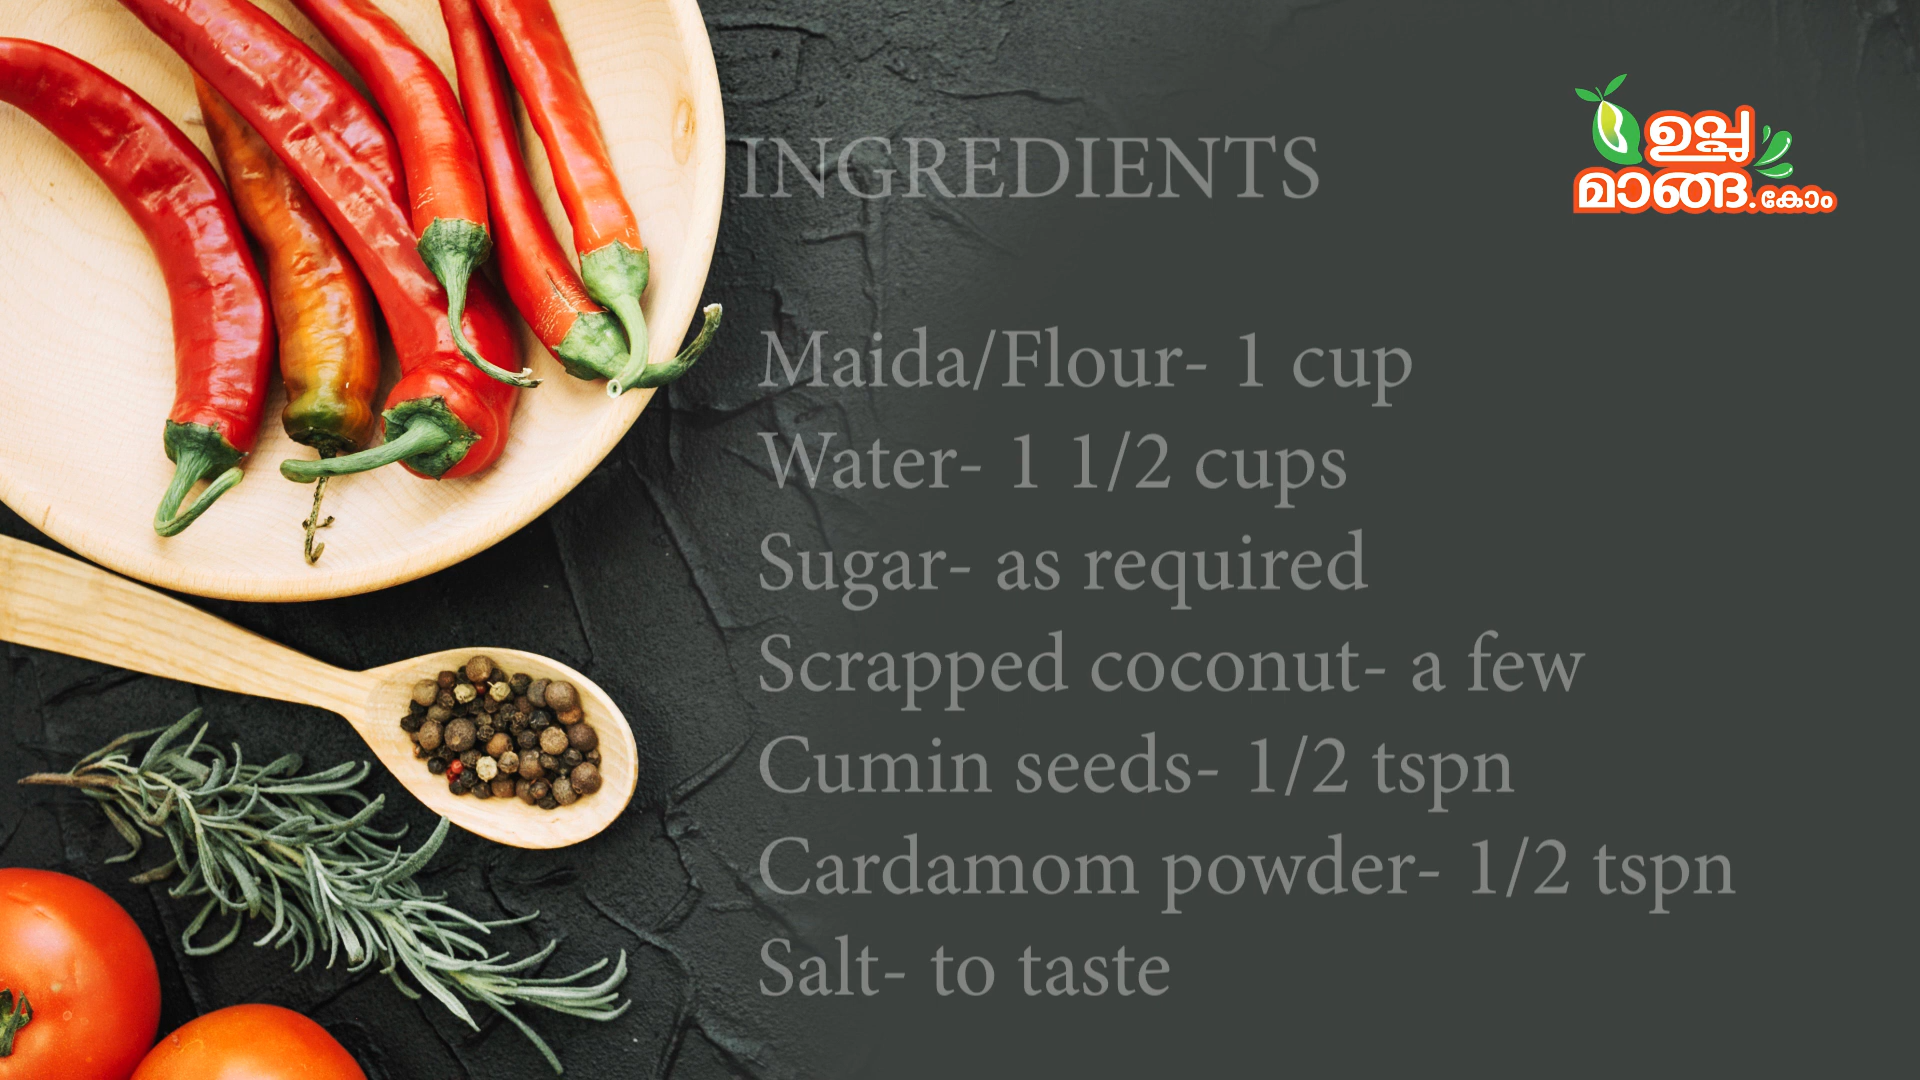 INGREDIENTS
ഉപ്പു
മാങ്ങ.കോം
Maida/Flour- 1 cup
Water- 1 1/2 cups
Sugar- as required
Scrapped coconut- a few
Cumin seeds- 1/2 tspn
Cardamom powder- 1/2 tspn
Salt- to taste